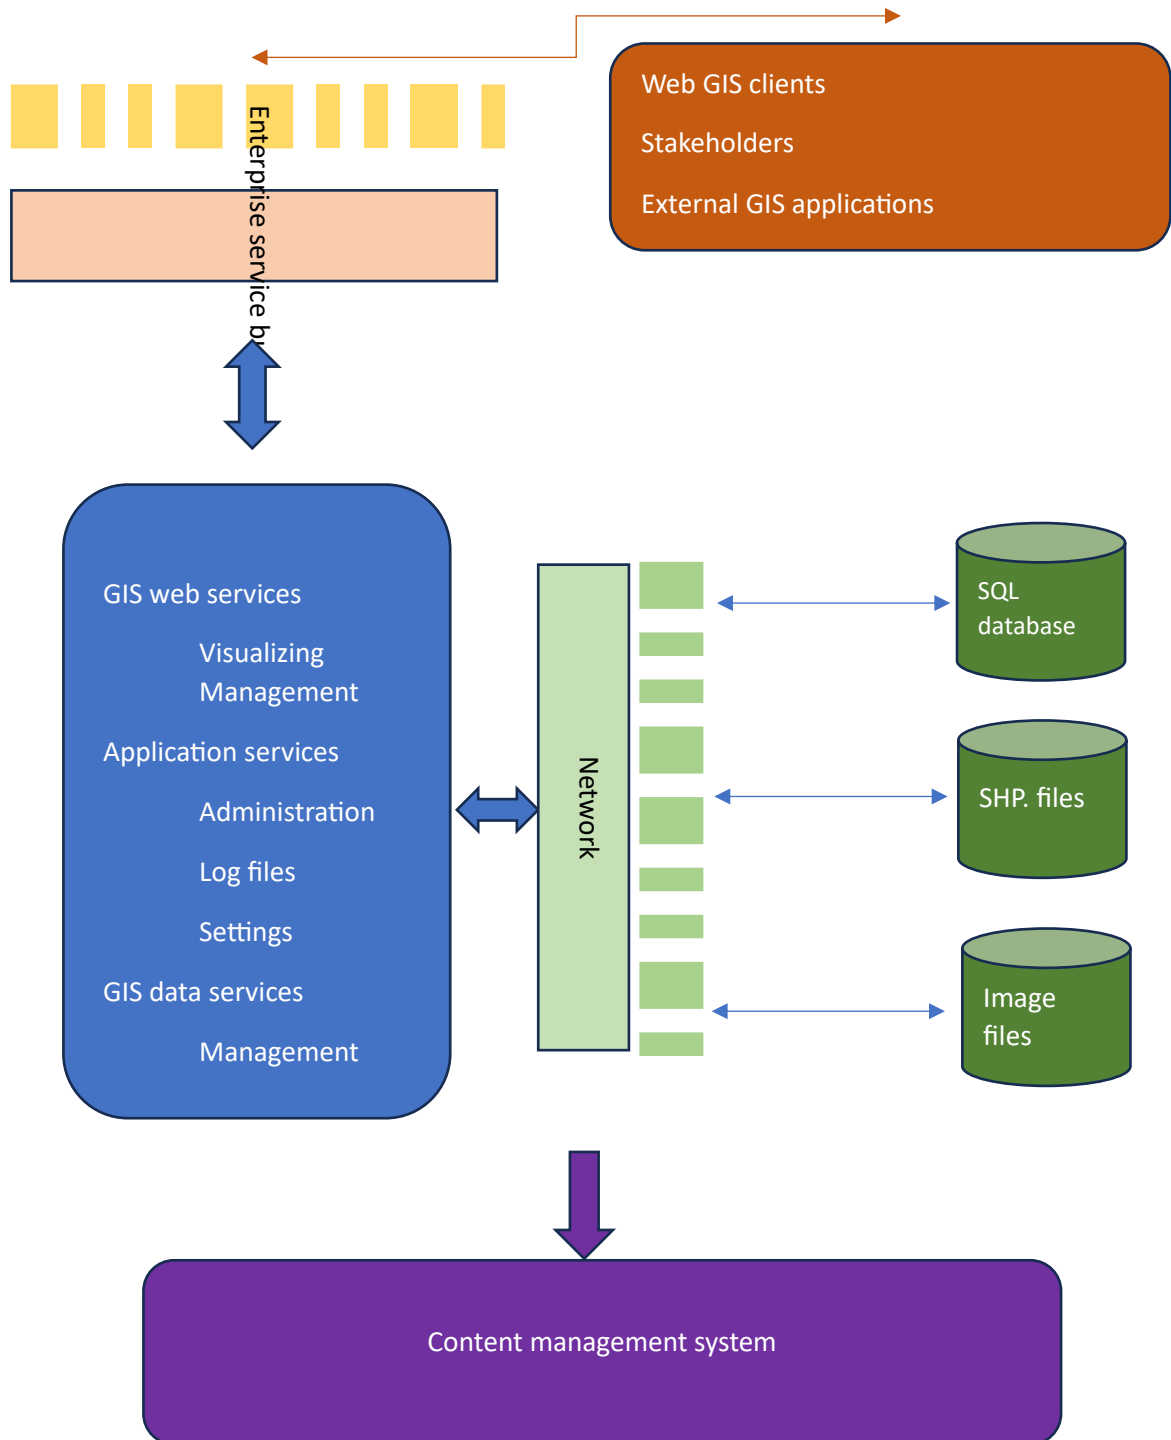 Web GIS clients
Stakeholders
External GIS applications
Enterprise service
GIS web services
Visualizing
Management
Application services
Administration
Log files
Settings
GIS data services
Management
Network
SQL
database
SHP. files
Image
files
Content management system